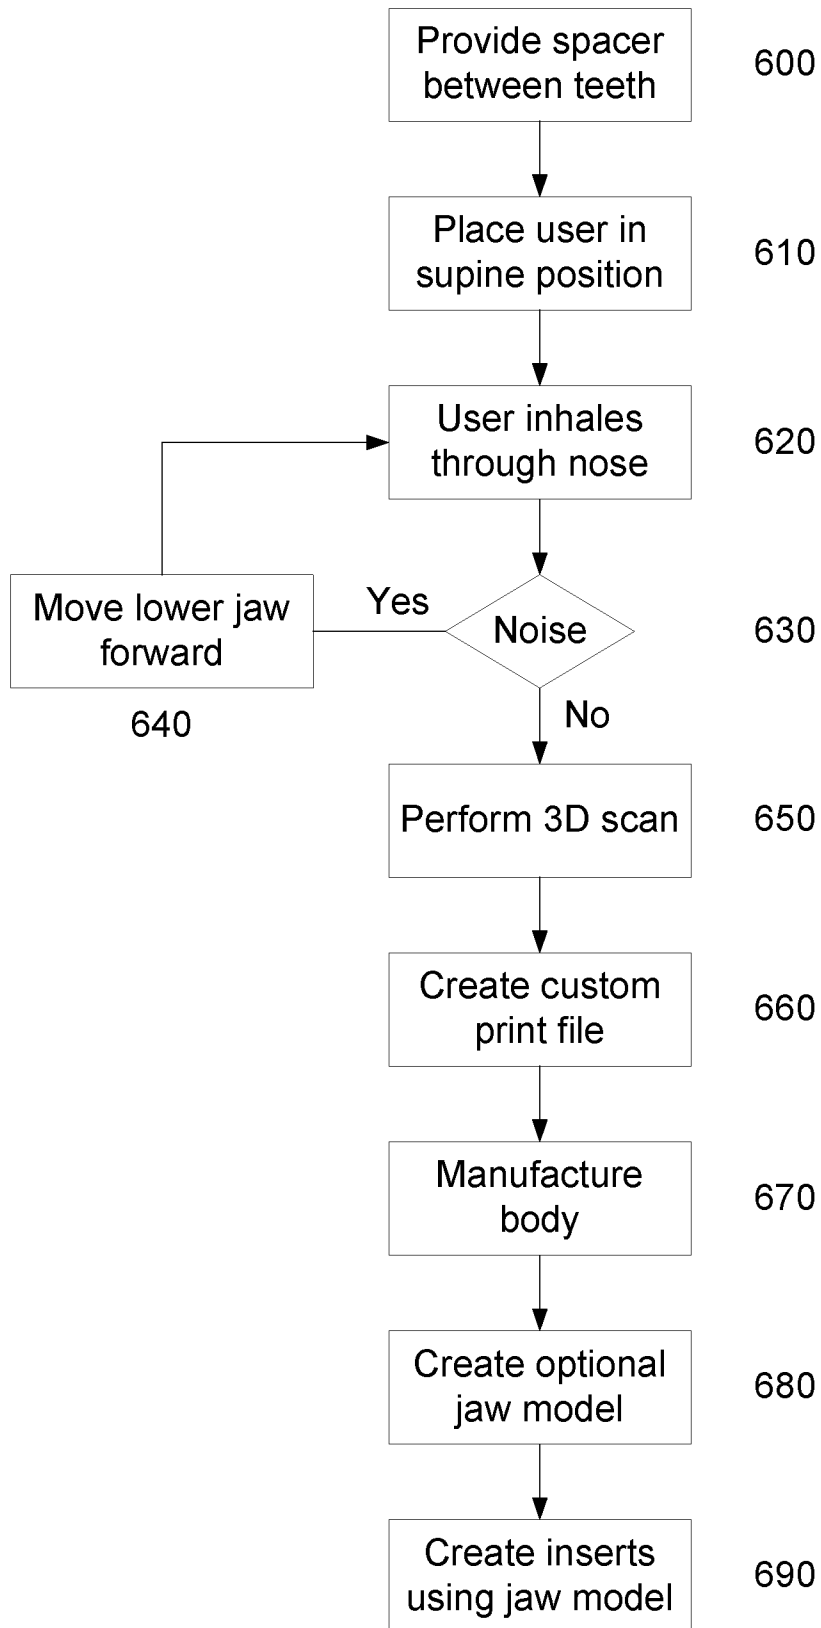 Provide spacer
between teeth
600
Place user in
supine position
610
User inhales
through nose
620
Move lower jaw
forward
640
Yes
Noise
630
No
Perform 3D scan
650
Create custom
print file
660
Manufacture
body
670
Create optional
jaw model
680
Create inserts
using jaw model
690